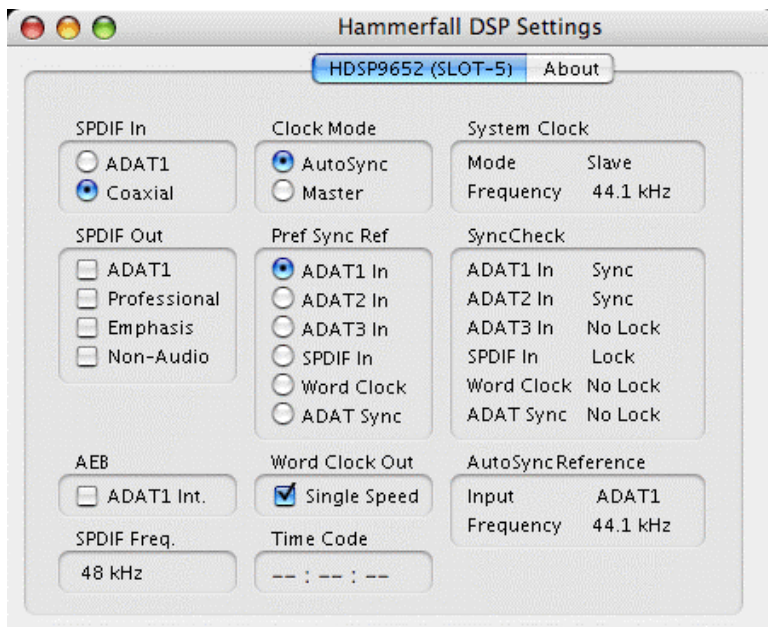 Hammerfall DSP Settings
HDSP9652 (SLOT-5) About
SPDIF In
ADAT1
Coaxial
Clock Mode
AutoSync
Master
System Clock
Mode Slave
Frequency 44.1 kHz
SPDIF Out
ADAT1
Professional
Emphasis
Non-Audio
Pref Sync Ref
ADAT1 In
ADAT2 In
ADAT3 In
SPDIF In
Word Clock
ADAT Sync
SyncCheck
ADAT1 In Sync
ADAT2 In Sync
ADAT3 In No Lock
SPDIF In Lock
Word Clock No Lock
ADAT Sync No Lock
AEB
ADAT1 Int.
Word Clock Out
Single Speed
AutoSyncReference
Input ADAT1
Frequency 44.1 kHz
SPDIF Freq.
48 kHz
Time Code
-- : -- : --